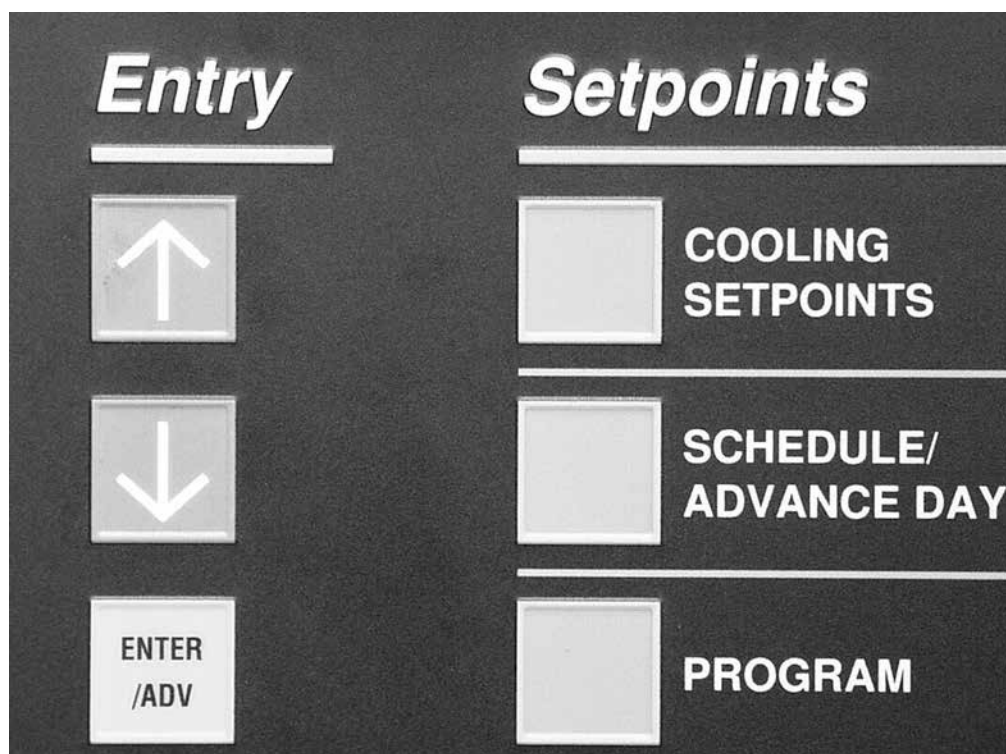 Entry
ENTER
/ADV
Setpoints
COOLING
SETPOINTS
SCHEDULE/
ADVANCE DAY
PROGRAM